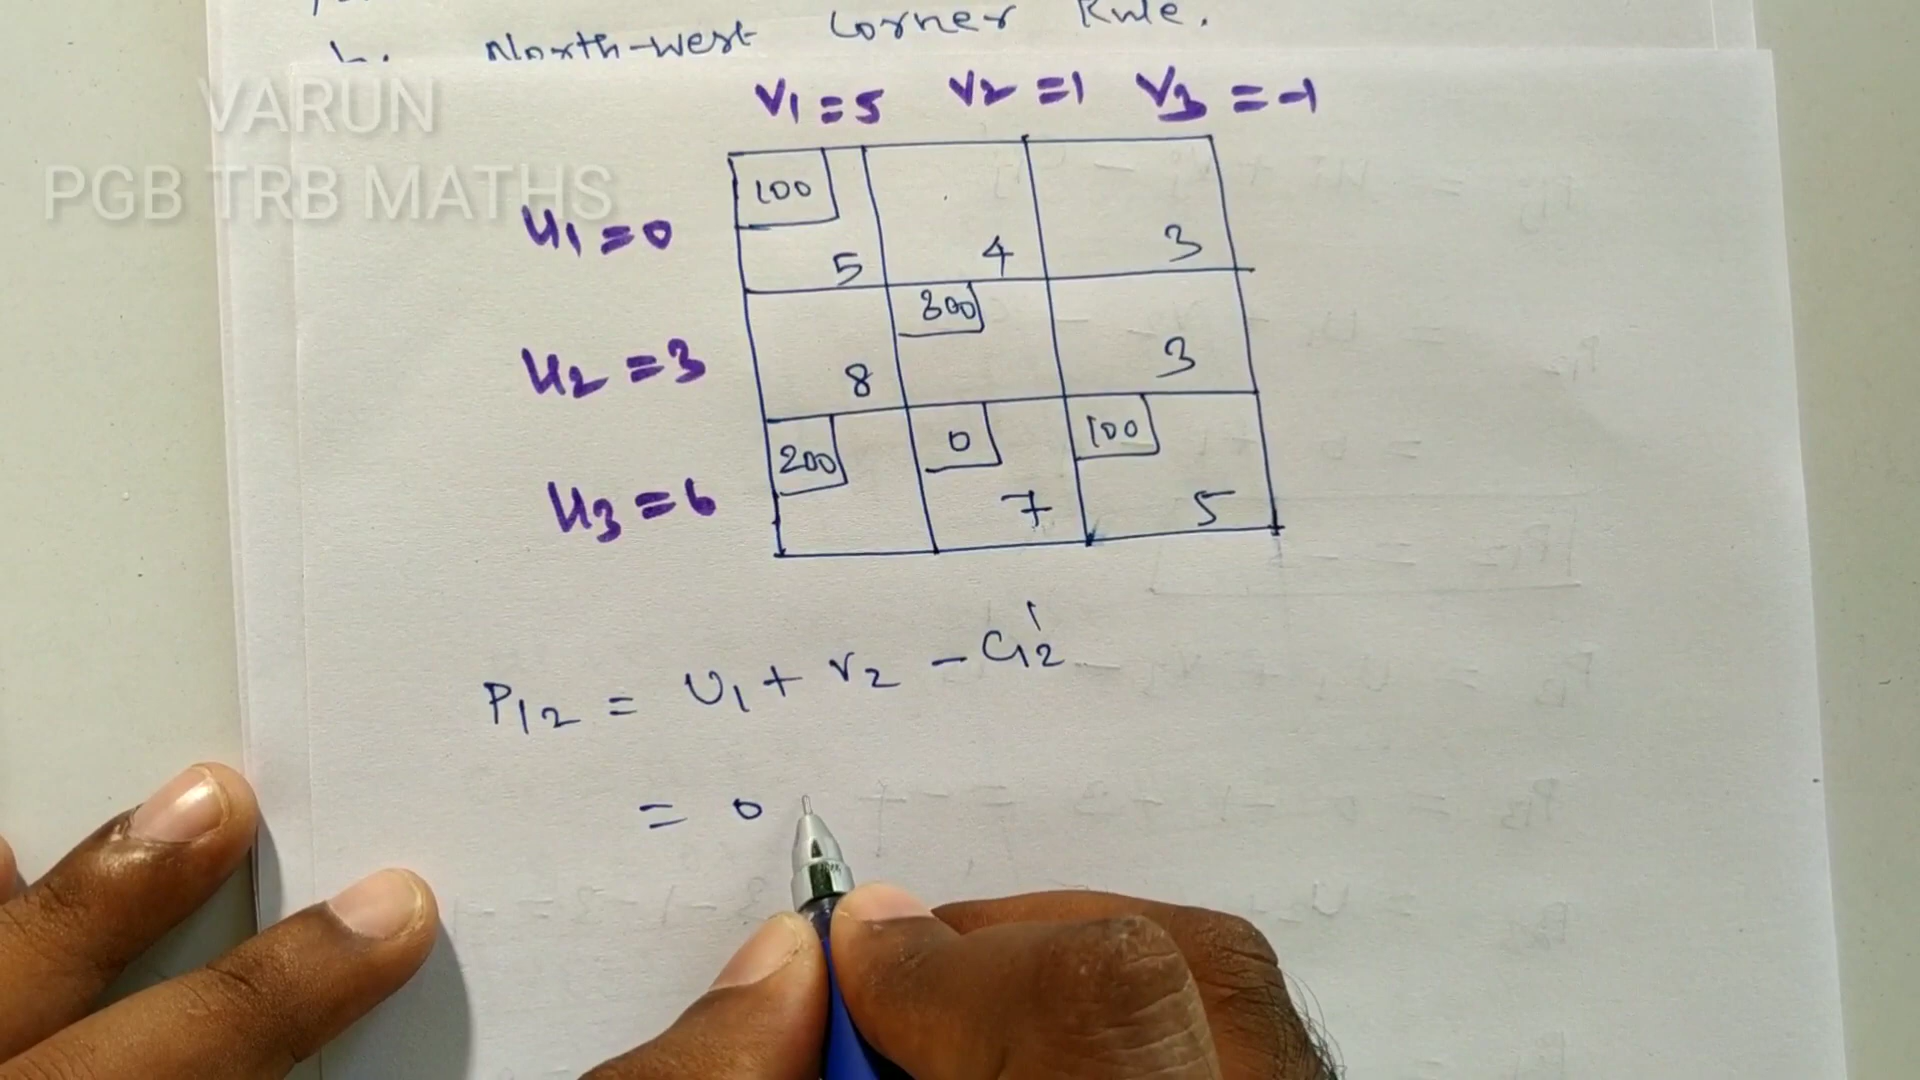 North-west Corner Rule.
VARUN
PGB TRB MATHS
V1 = 5 V2 = 1 V3 = -1
U1 = 0 100 5 4 3
U2 = 3 8 300 3
U3 = 6 200 0 7 100 5
P12 = U1 + V2 - C12
= 0